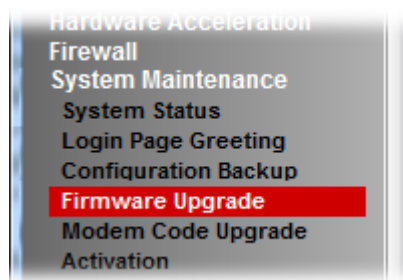 Hardware Acceleration
Firewall
System Maintenance
System Status
Login Page Greeting
Configuration Backup
Firmware Upgrade
Modem Code Upgrade
Activation